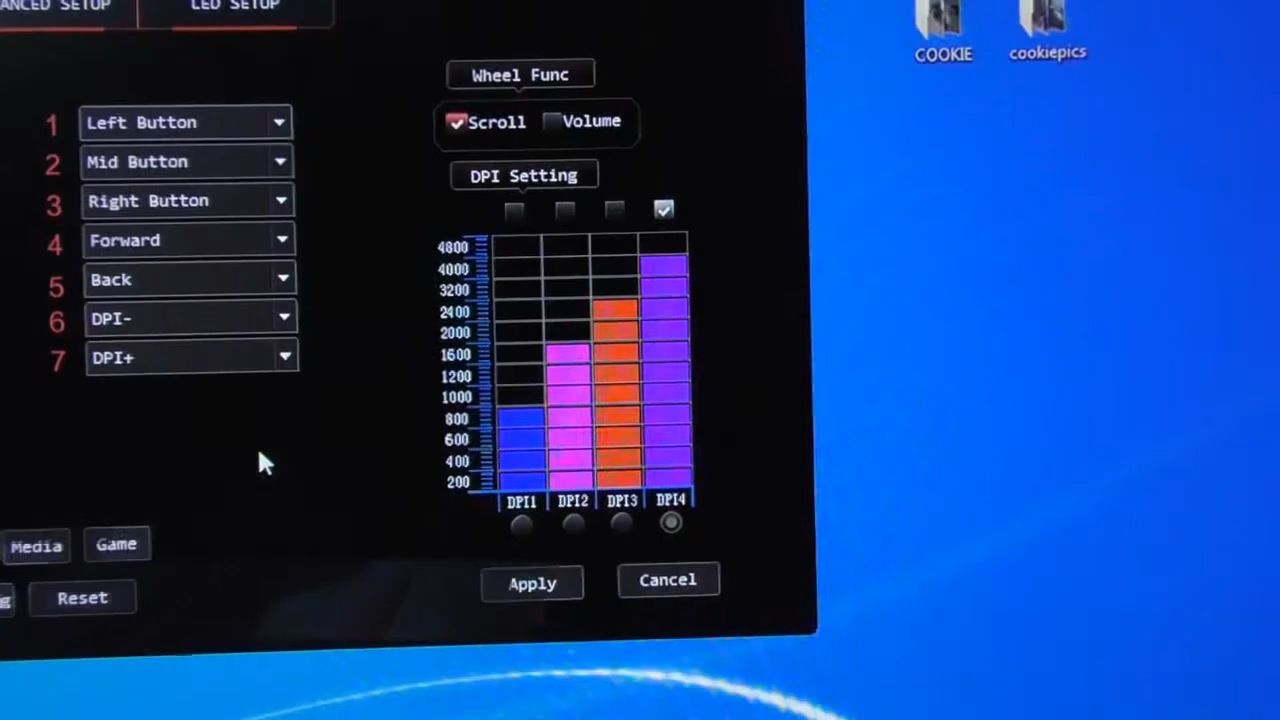 ANCED SETUP
LED SETUP
COOKIE
cookiepics
Wheel Func
Scroll
Volume
1 Left Button
2 Mid Button
3 Right Button
4 Forward
5 Back
6 DPI-
7 DPI+
DPI Setting
4800
4000
3200
2400
2000
1600
1200
1000
800
600
400
200
DPI1 DPI2 DPI3 DPI4
Media
Game
g
Reset
Apply
Cancel